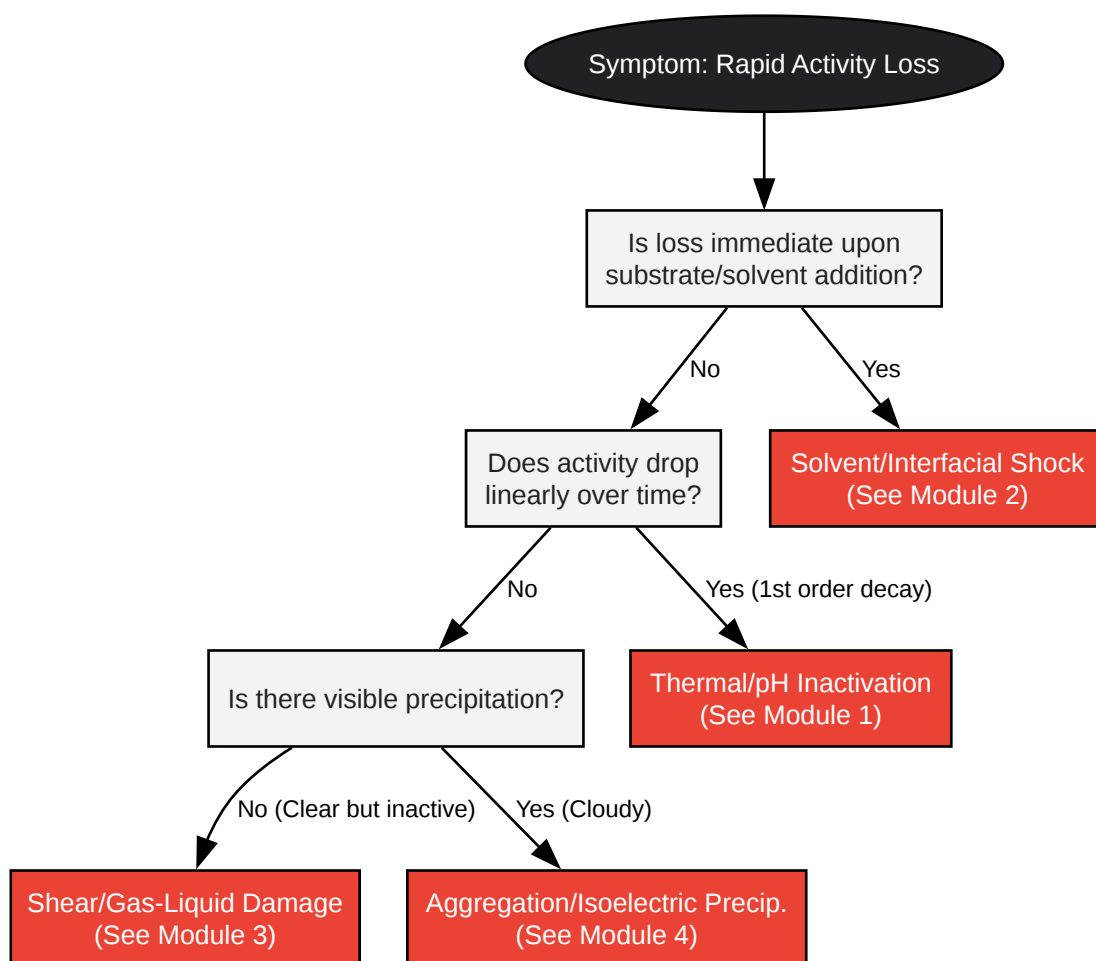 Symptom: Rapid Activity Loss
Is loss immediate upon
substrate/solvent addition?
No
Yes
Does activity drop
linearly over time?
Solvent/Interfacial Shock
(See Module 2)
No
Yes (1st order decay)
Is there visible precipitation?
Thermal/pH Inactivation
(See Module 1)
No (Clear but inactive)
Yes (Cloudy)
Shear/Gas-Liquid Damage
(See Module 3)
Aggregation/Isoelectric Precip.
(See Module 4)